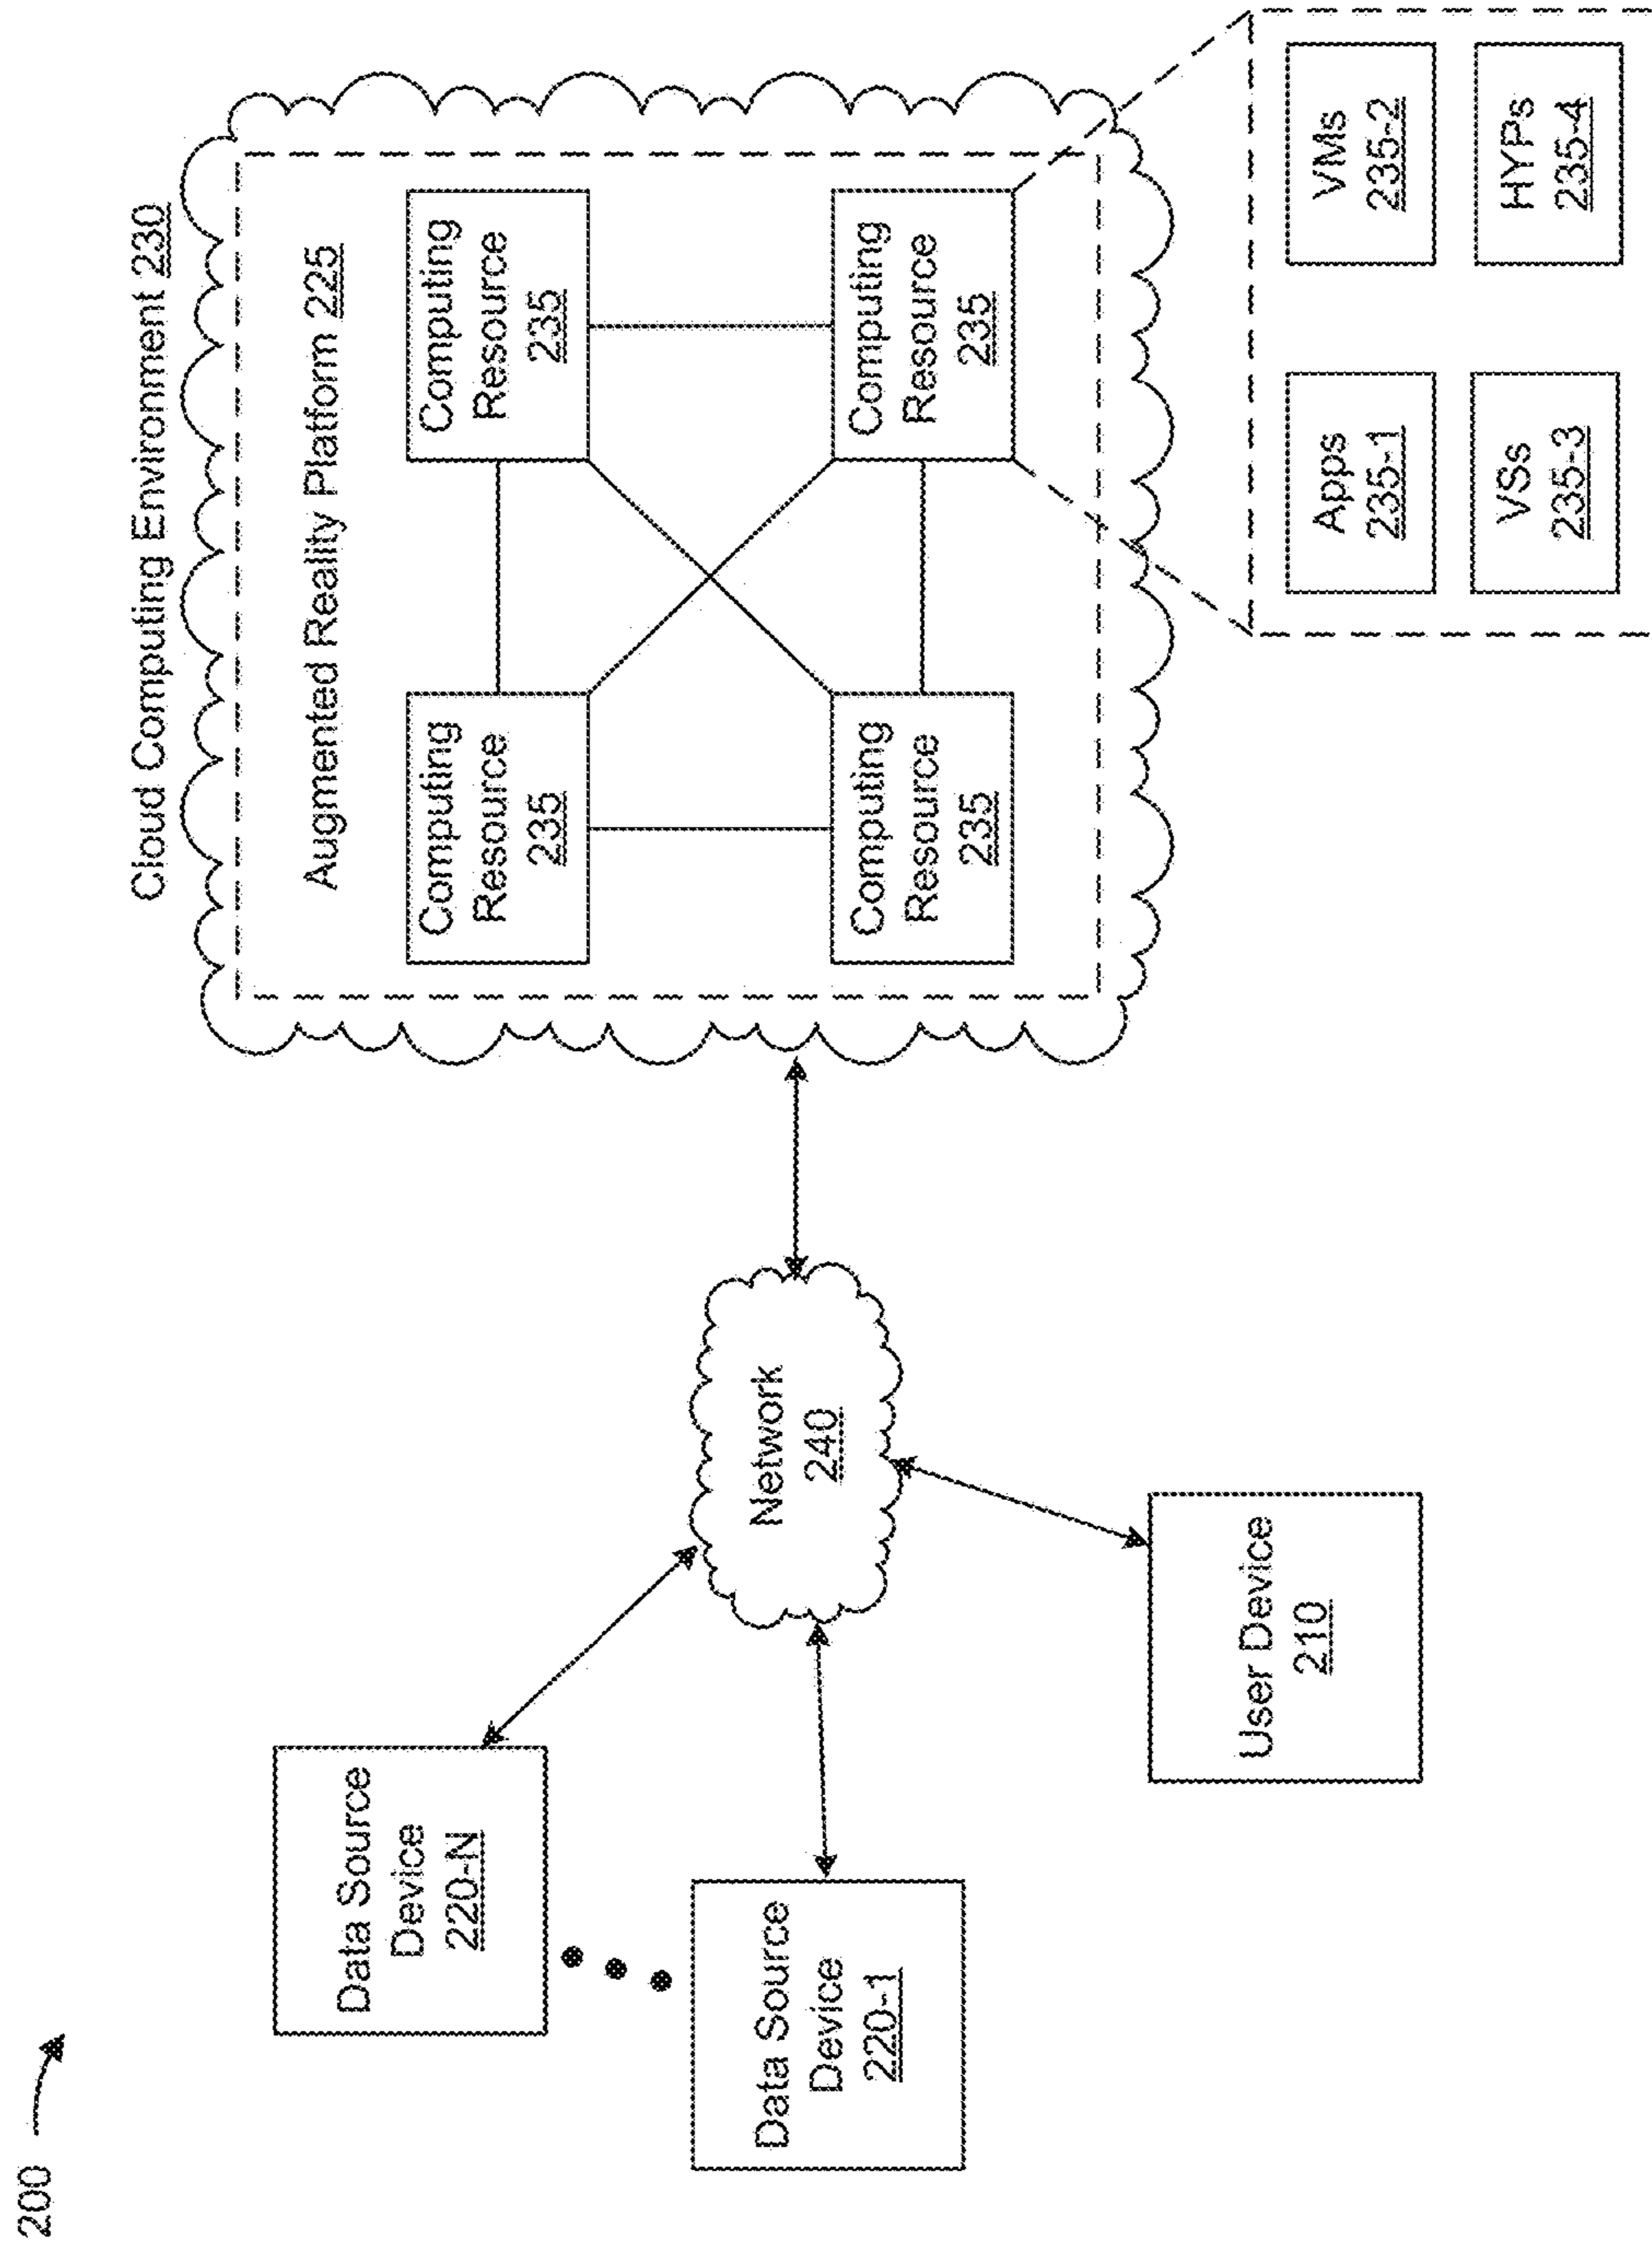 200
Cloud Computing Environment 230
Augmented Reality Platform 225
Computing
Resource
235
Computing
Resource
235
Computing
Resource
235
Computing
Resource
235
Data Source
Device
220-N
Data Source
Device
220-1
Network
240
User Device
210
Apps
235-1
VMs
235-2
VSs
235-3
HYPs
235-4